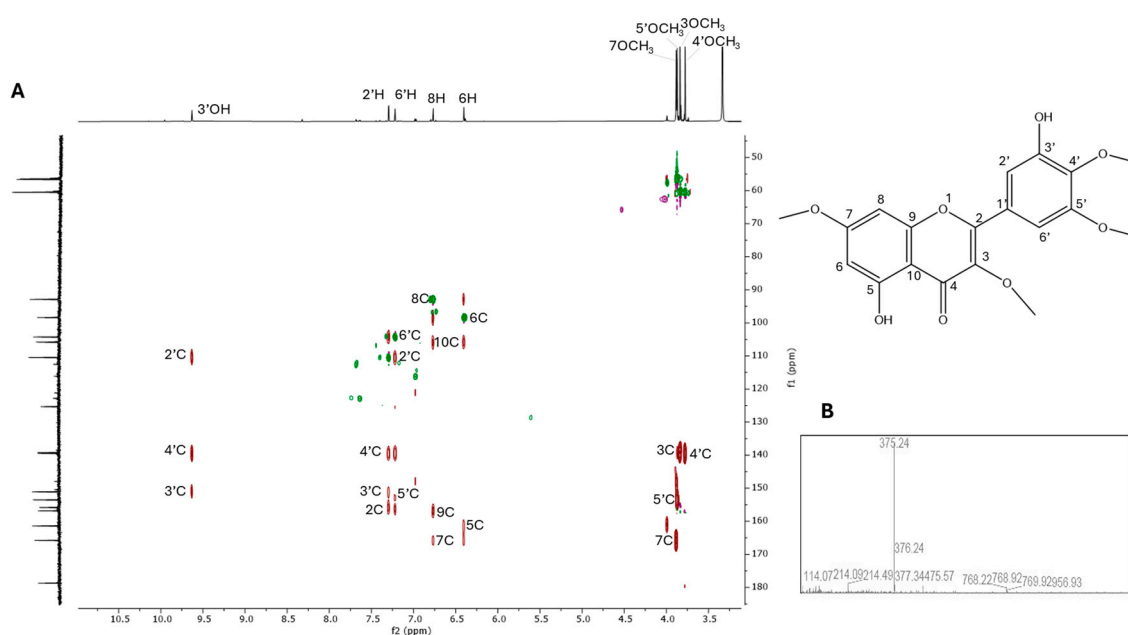 A
3'OH
2'H
6'H
8H
6H
7OCH3
5'OCH3
3OCH3
4'OCH3
2'C
4'C
3'C
8C
6C
6'C
2'C
10C
4'C
3'C
5'C
2C
9C
7C
5C
3C
4'C
5'C
7C
50
60
70
80
90
100
110
120
130
140
150
160
170
180
f1 (ppm)
10.5 10.0 9.5 9.0 8.5 8.0 7.5 7.0 6.5 6.0 5.5 5.0 4.5 4.0 3.5
f2 (ppm)
OH
3'
2'
4'
O
8
O
1
1'
5'
O
7
9
2
6'
O
6
10
3
5
4
O
OH
O
B
375.24
376.24
114.07 214.09 214.49 377.34 475.57
768.22 768.92 769.92 956.93